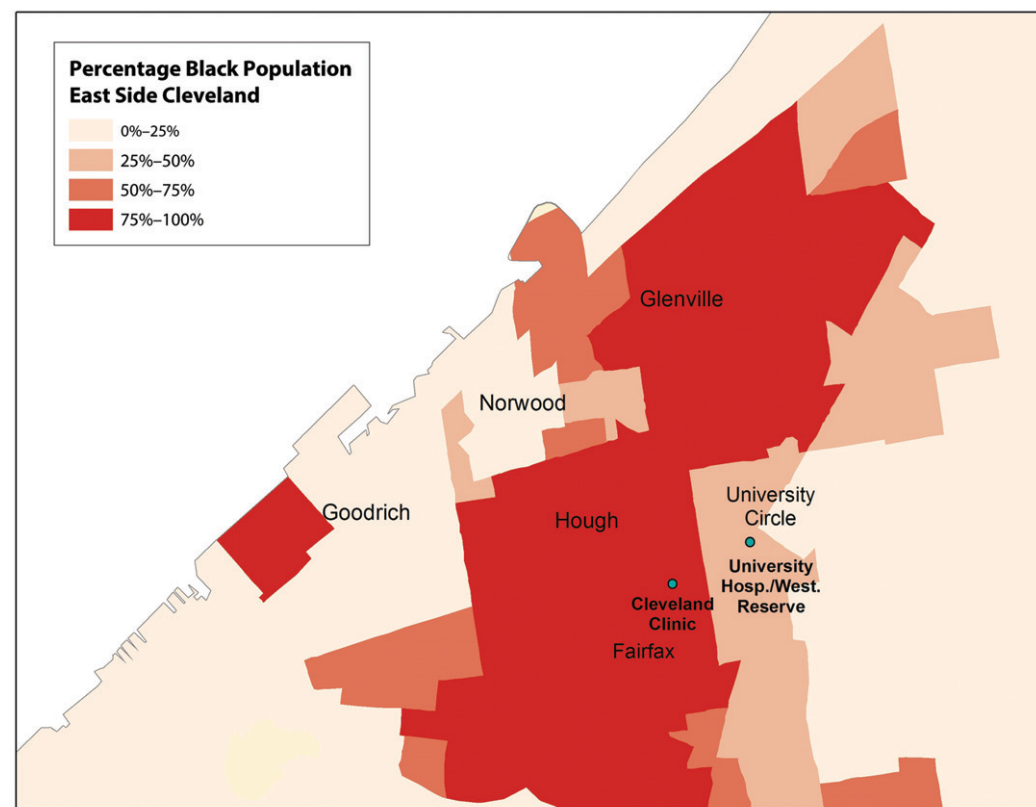 Percentage Black Population
East Side Cleveland
0%–25%
25%–50%
50%–75%
75%–100%
Glenville
Norwood
Goodrich
Hough
University
Circle
University
Hosp./West.
Reserve
Cleveland
Clinic
Fairfax